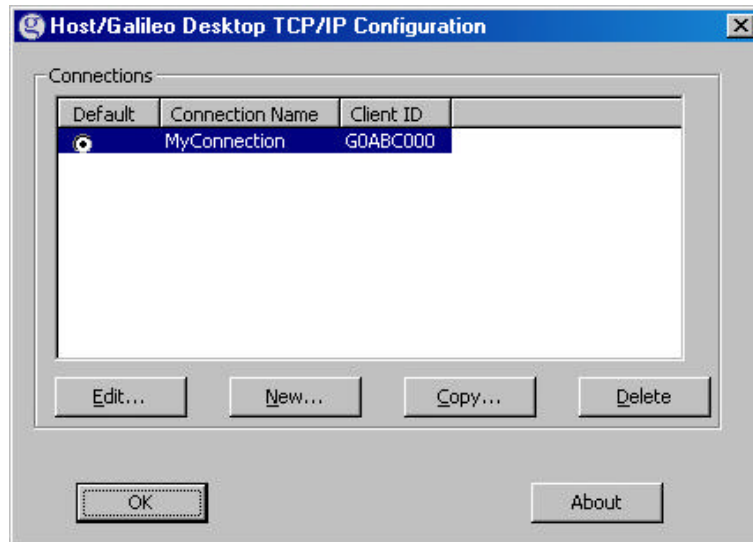 Host/Galileo Desktop TCP/IP Configuration
Connections
Default Connection Name Client ID
MyConnection G0ABC000
Edit... New... Copy... Delete
OK About